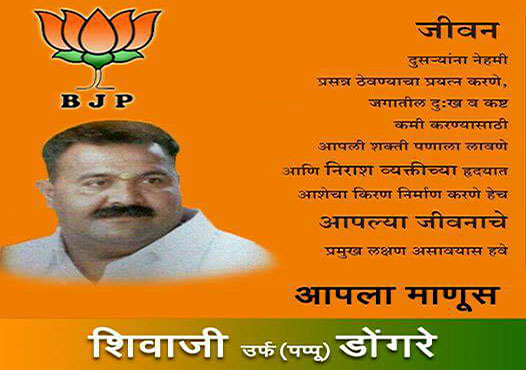 BJP
जीवन
दुसऱ्यांना नेहमी
प्रसन्न ठेवण्याचा प्रयत्न करणे,
जगातील दुःख व कष्ट
कमी करण्यासाठी
आपली शक्ती पणाला लावणे
आणि निराश व्यक्तीच्या हृदयात
आशेचा किरण निर्माण करणे हेच
आपल्या जीवनाचे
प्रमुख लक्षण असावयास हवे
आपला माणूस
शिवाजी उर्फ (पप्पू) डोंगरे